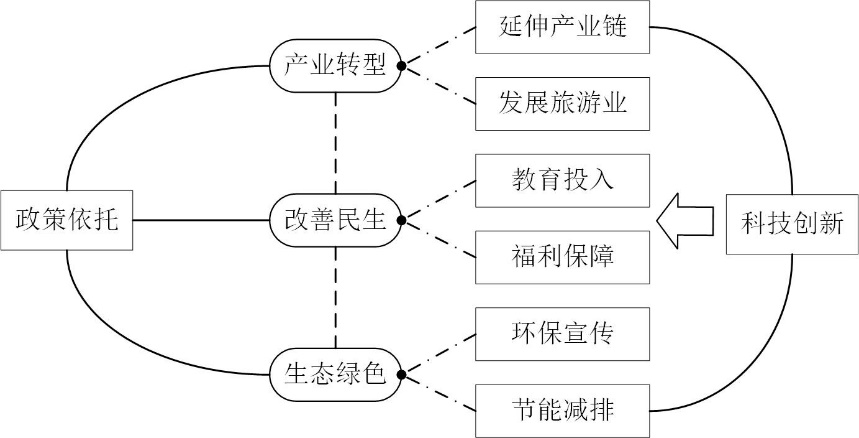 政策依托
产业转型
改善民生
生态绿色
延伸产业链
发展旅游业
教育投入
福利保障
环保宣传
节能减排
科技创新